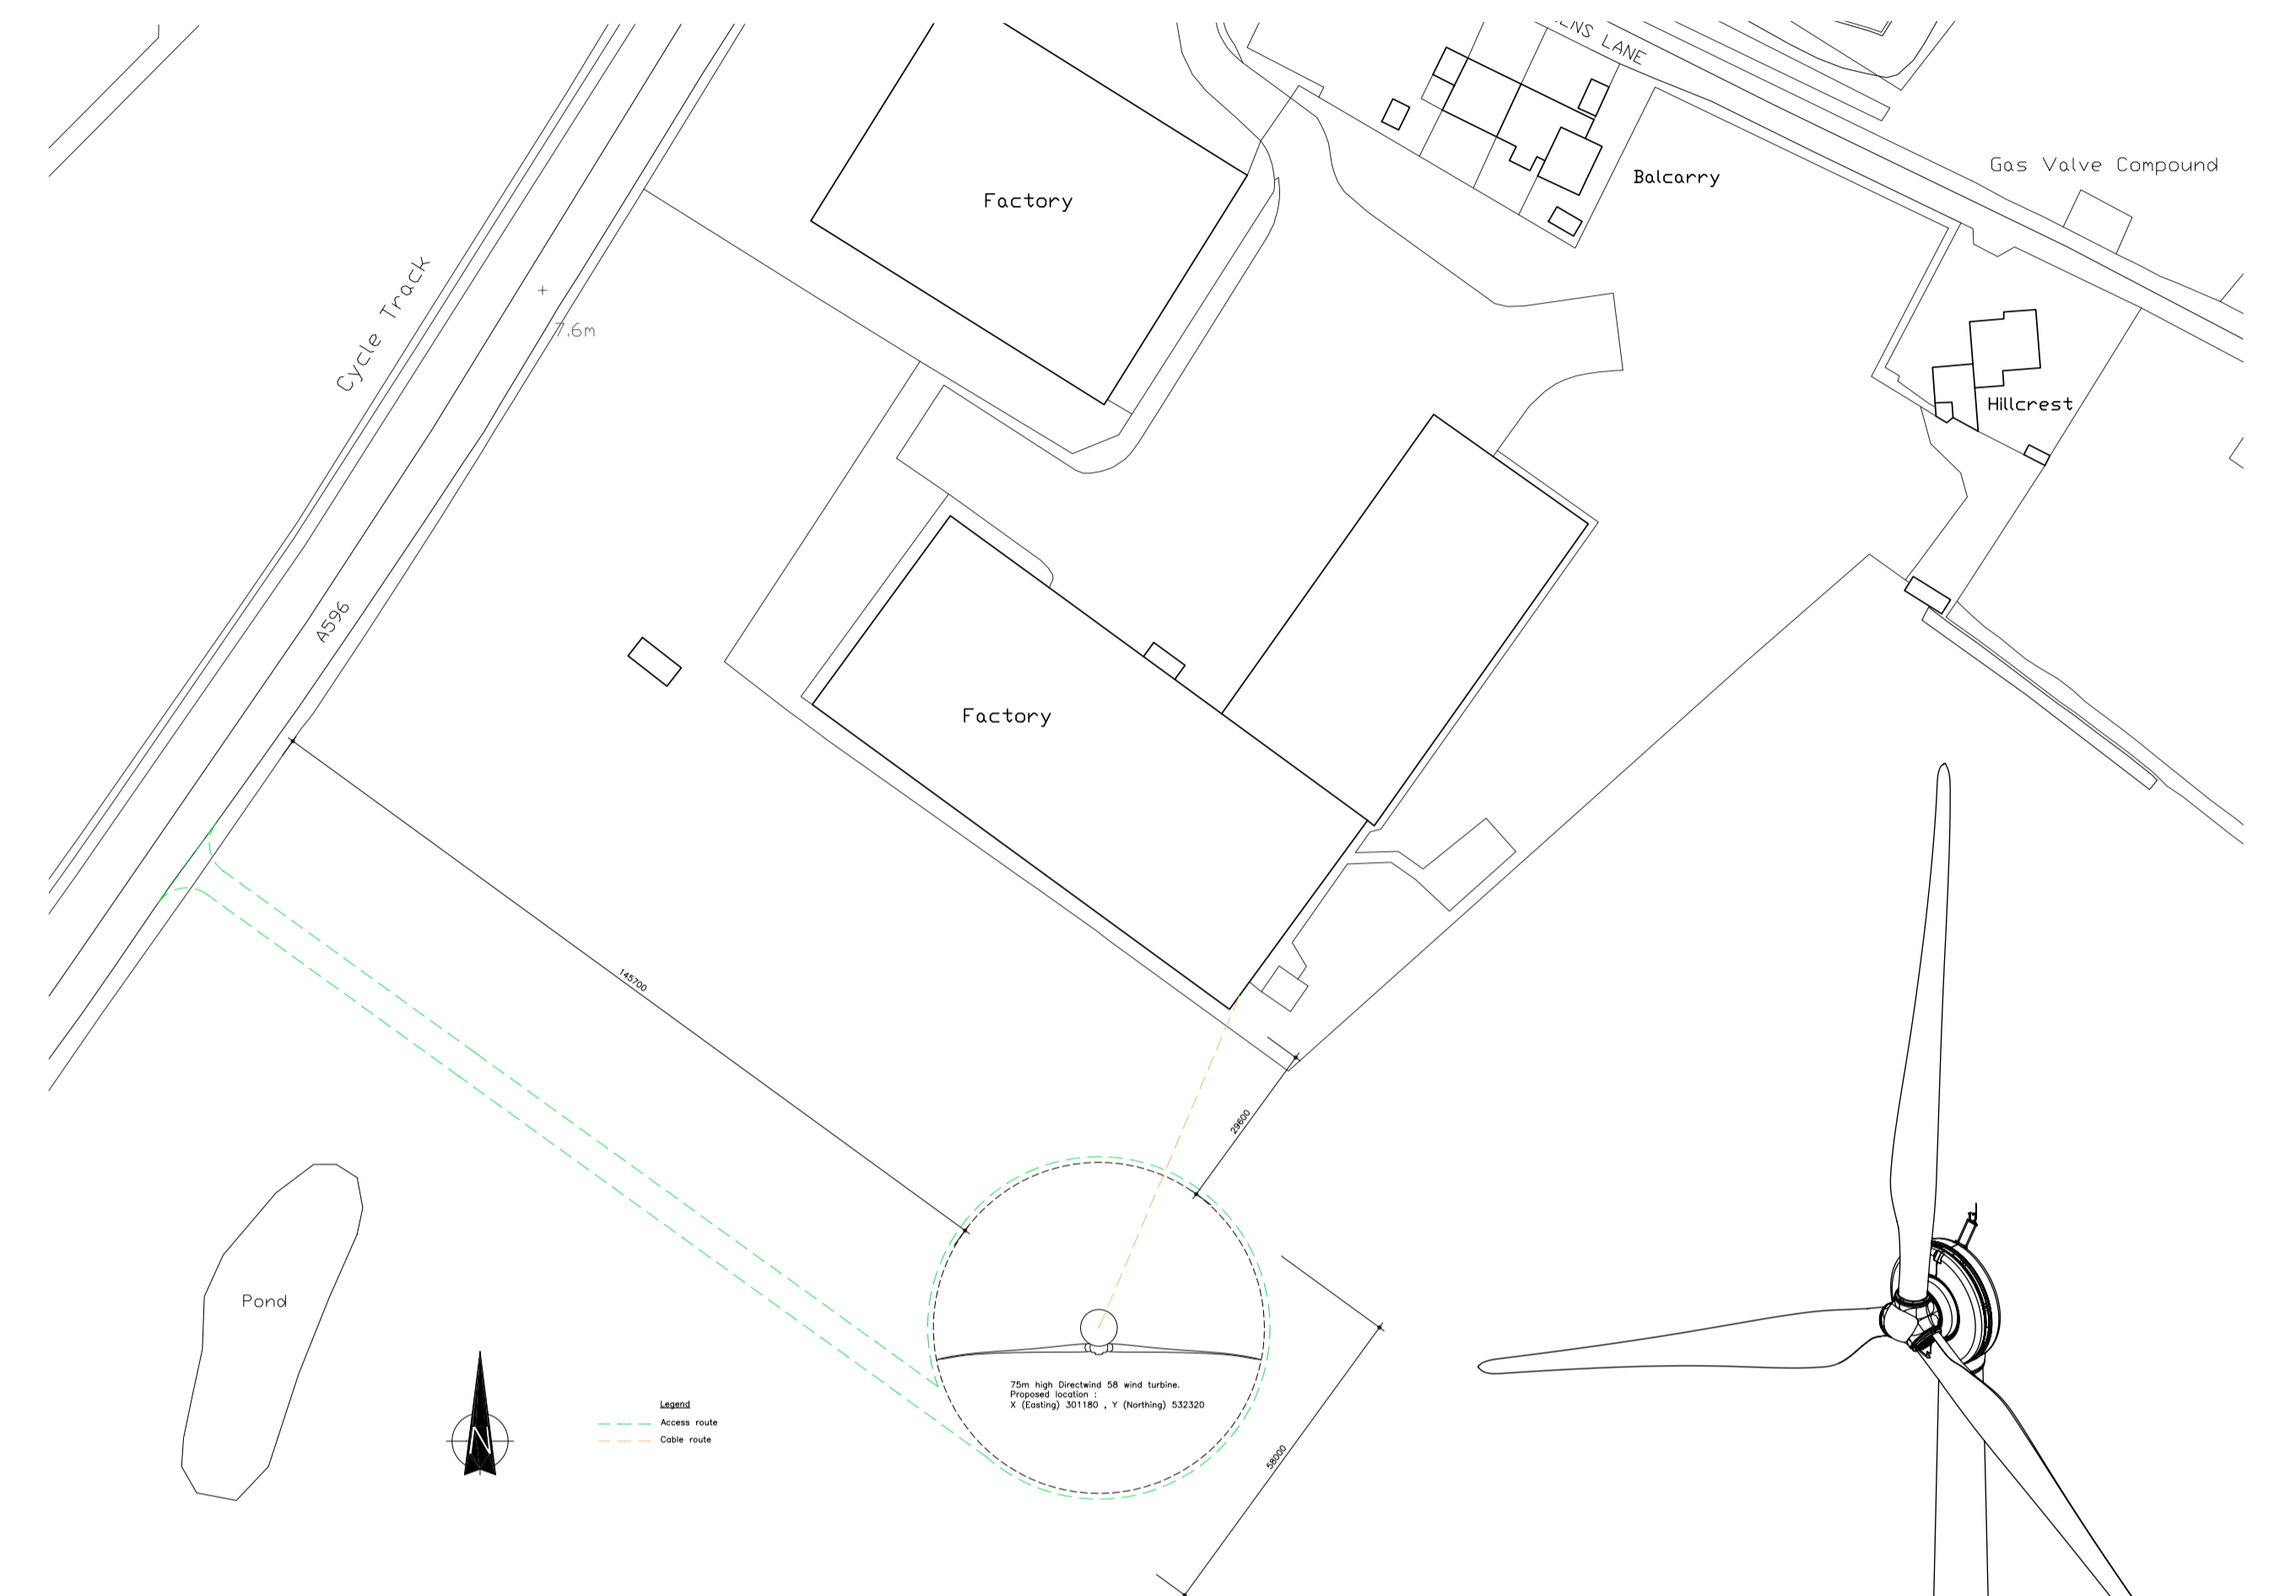 ENS LANE
Gas Valve Compound
Balcarry
Factory
Cycle Track
7.6m
Hillcrest
A596
Factory
145700
29600
Pond
75m high Directwind 58 wind turbine.
Proposed location :
X (Easting) 301180 , Y (Northing) 532320
58000
N
Legend
Access route
Cable route